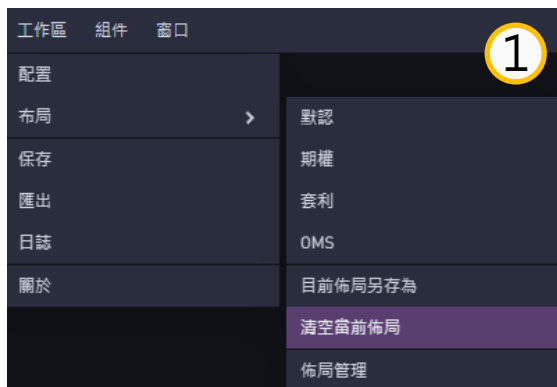 工作區 組件 窗口
1
配置
布局 >
默認
保存
期權
匯出
套利
日誌
OMS
關於
目前佈局另存為
清空當前佈局
佈局管理